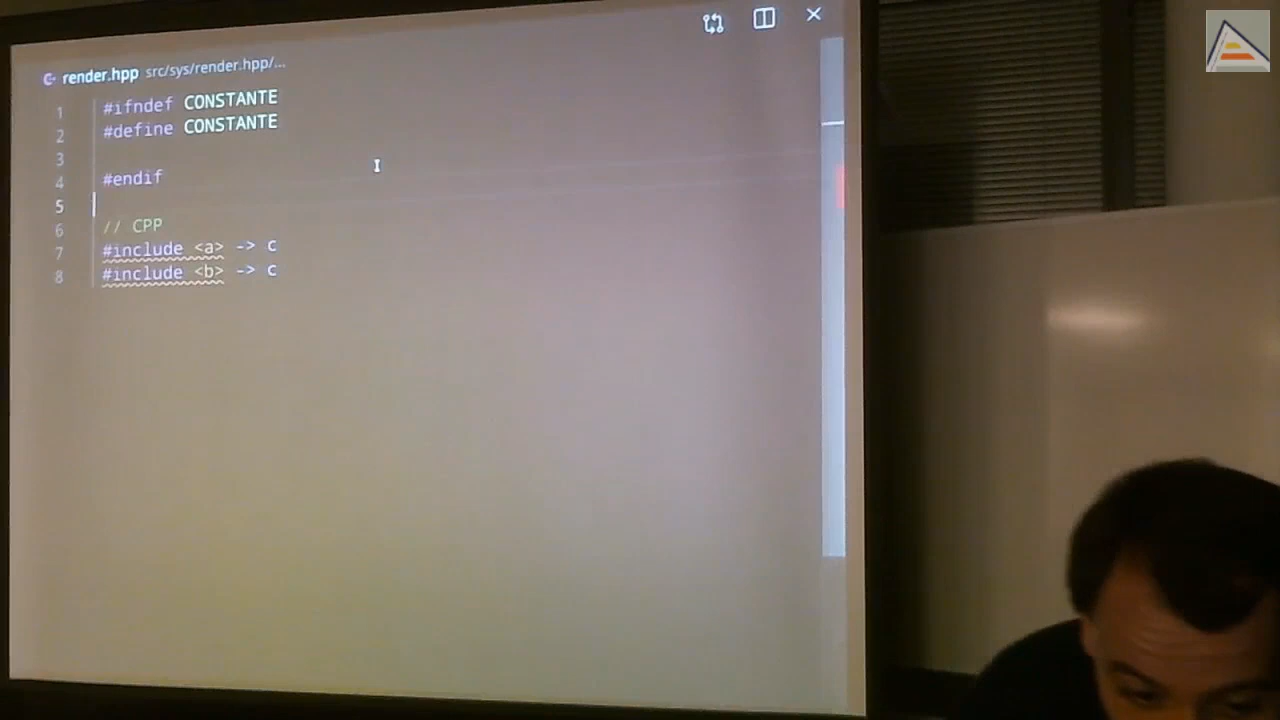 render.hpp src/sys/render.hpp/...
1 #ifndef CONSTANTE
2 #define CONSTANTE
3
4 #endif
5
6 // CPP
7 #include <a> -> c
8 #include <b> -> c